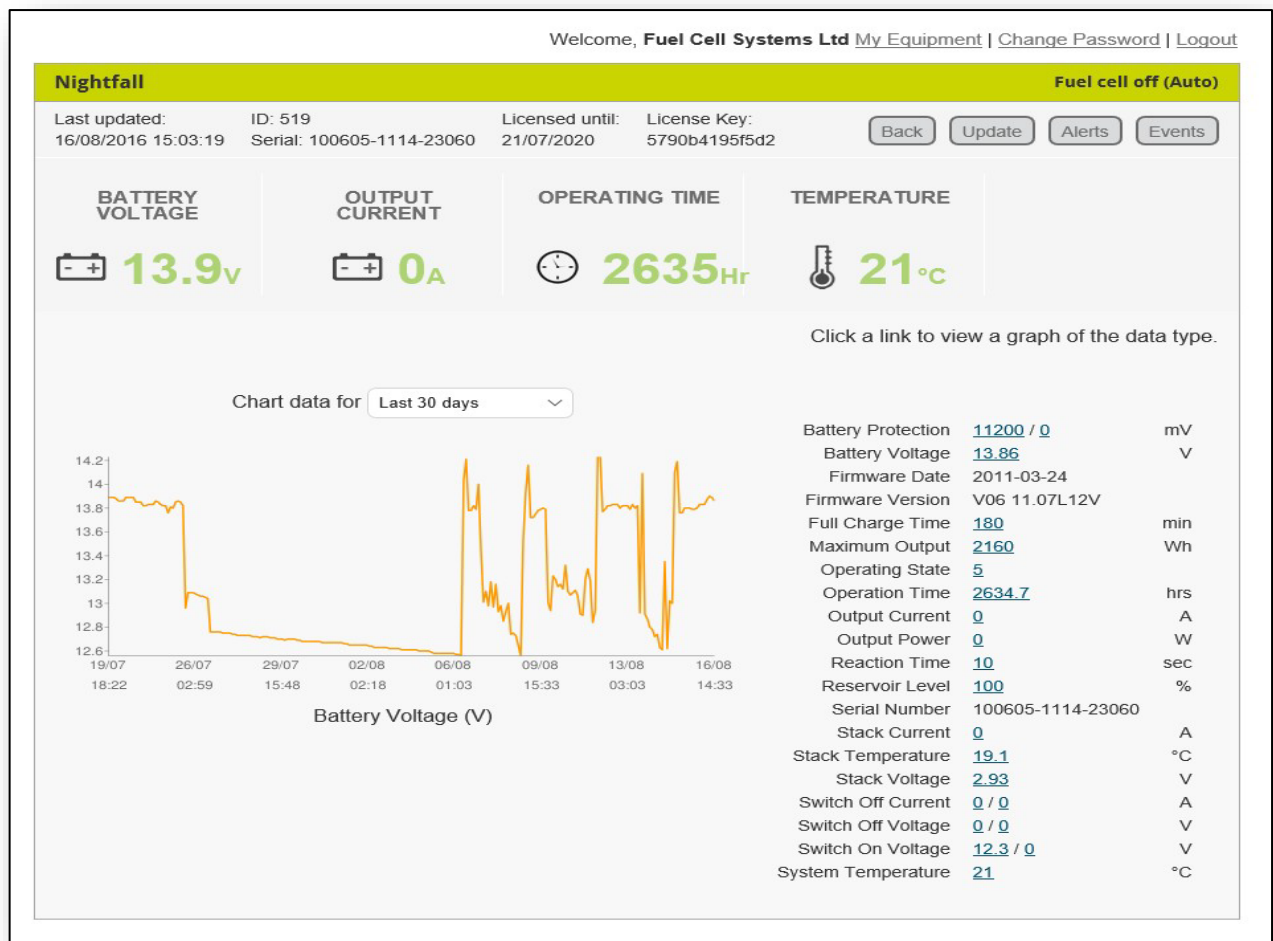 Welcome, Fuel Cell Systems Ltd My Equipment | Change Password | Logout
Nightfall Fuel cell off (Auto)
Last updated: ID: 519 Licensed until: License Key:
16/08/2016 15:03:19 Serial: 100605-1114-23060 21/07/2020 5790b4195f5d2 Back Update Alerts Events
BATTERY VOLTAGE
OUTPUT CURRENT
OPERATING TIME
TEMPERATURE
13.9V
0A
2635Hr
21°C
Click a link to view a graph of the data type.
Chart data for Last 30 days
14.2
14
13.8
13.6
13.4
13.2
13
12.8
12.6
19/07 26/07 29/07 02/08 06/08 09/08 13/08 16/08
18:22 02:59 15:48 02:18 01:03 15:33 03:03 14:33
Battery Voltage (V)
Battery Protection 11200 / 0 mV
Battery Voltage 13.86 V
Firmware Date 2011-03-24
Firmware Version V06 11.07L12V
Full Charge Time 180 min
Maximum Output 2160 Wh
Operating State 5
Operation Time 2634.7 hrs
Output Current 0 A
Output Power 0 W
Reaction Time 10 sec
Reservoir Level 100 %
Serial Number 100605-1114-23060
Stack Current 0 A
Stack Temperature 19.1 °C
Stack Voltage 2.93 V
Switch Off Current 0 / 0 A
Switch Off Voltage 0 / 0 V
Switch On Voltage 12.3 / 0 V
System Temperature 21 °C